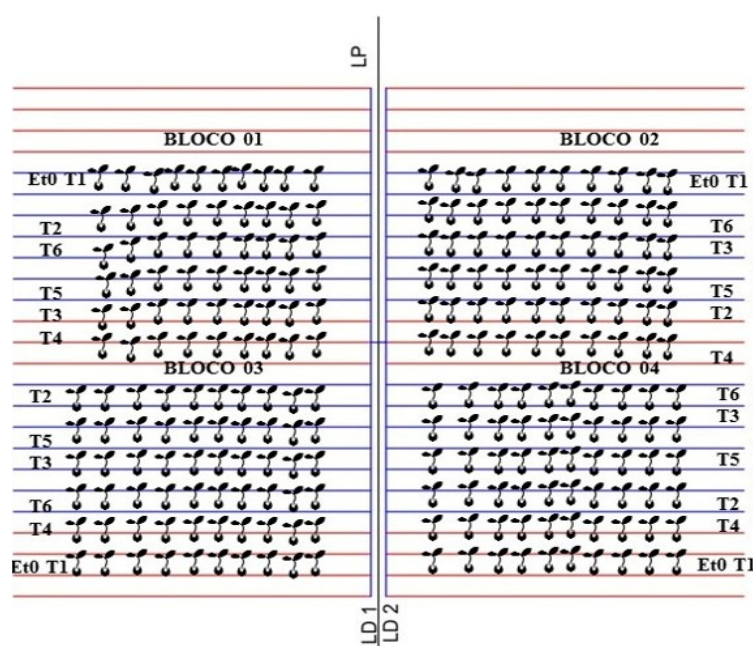 LP
BLOCO 01
BLOCO 02
Et0 T1
Et0 T1
T2
T6
T6
T3
T5
T5
T3
T2
T4
T4
BLOCO 03
BLOCO 04
T2
T6
T3
T5
T5
T3
T6
T2
T4
T4
Et0 T1
Et0 T1
LD 1
LD 2